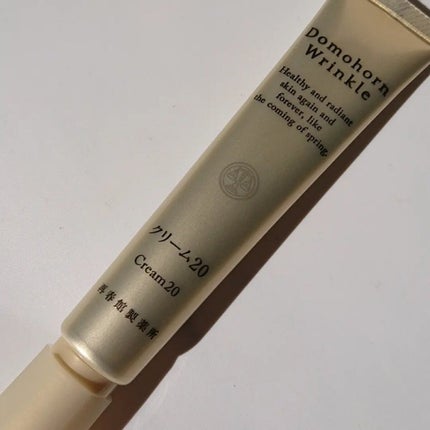 Domohorn
Wrinkle
Healthy and radiant
skin again and
forever, like
the coming of spring.
クリーム20
Cream20
再春館製薬所